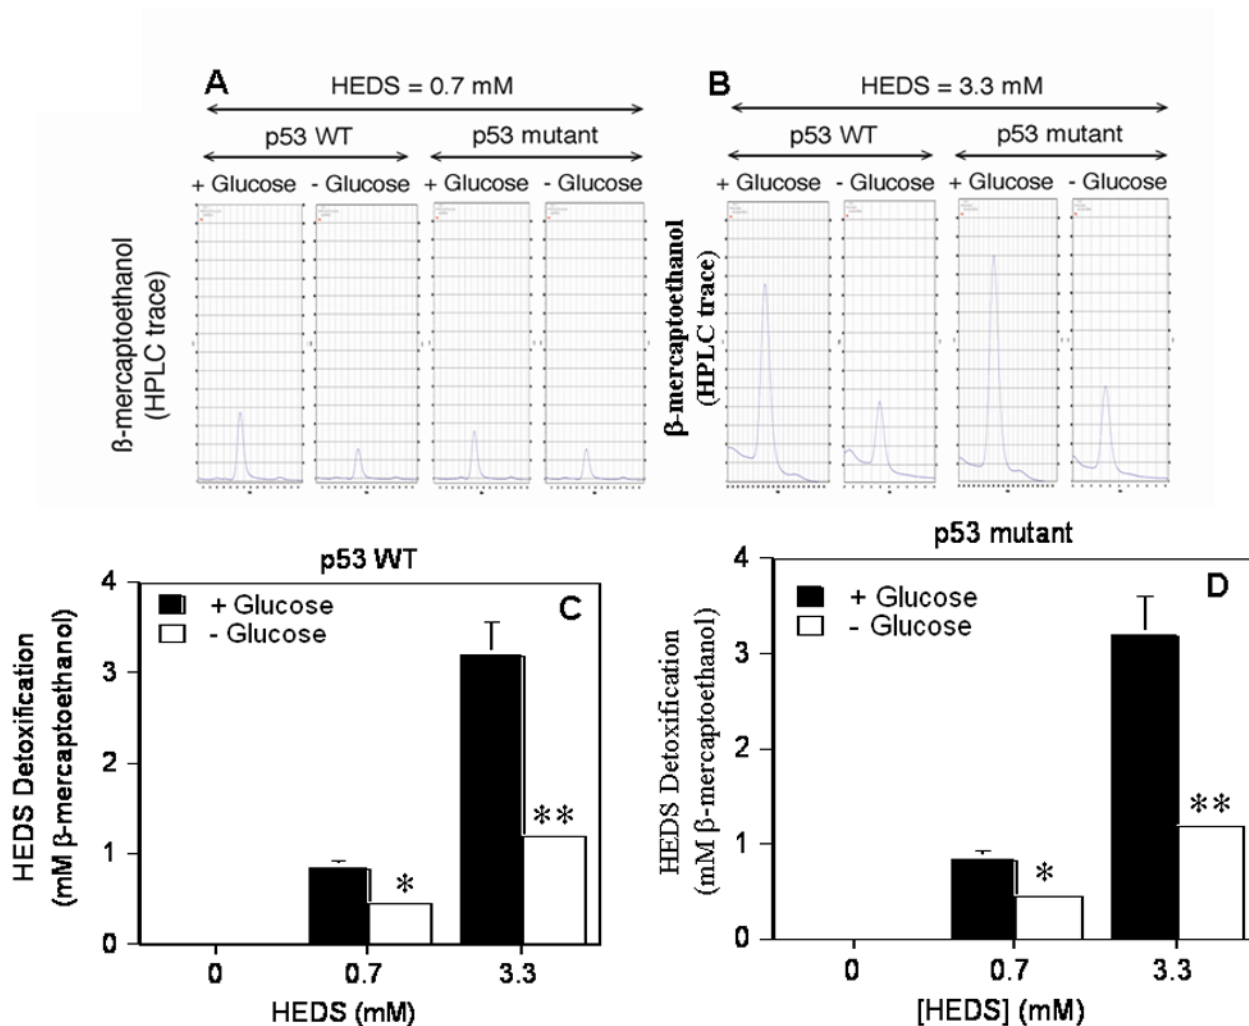 A
HEDS = 0.7 mM
p53 WT
p53 mutant
+ Glucose
- Glucose
+ Glucose
- Glucose
ß-mercaptoethanol
(HPLC trace)
B
HEDS = 3.3 mM
p53 WT
p53 mutant
+ Glucose
- Glucose
+ Glucose
- Glucose
β-mercaptoethanol
(HPLC trace)
p53 WT
C
+ Glucose
- Glucose
HEDS Detoxification
(mM β-mercaptoethanol)
4
3
2
1
0
*
**
0
0.7
3.3
HEDS (mM)
p53 mutant
D
+ Glucose
- Glucose
HEDS Detoxification
(mM β-mercaptoethanol)
4
3
2
1
0
*
**
0
0.7
3.3
[HEDS] (mM)